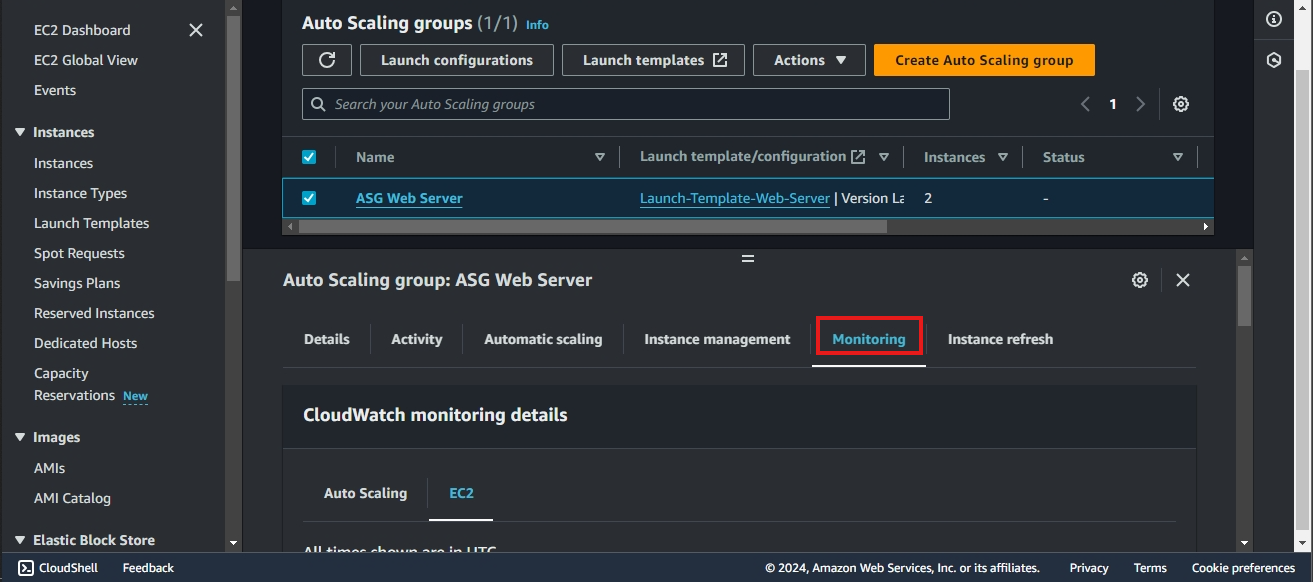 EC2 Dashboard
EC2 Global View
Events
Instances
Instances
Instance Types
Launch Templates
Spot Requests
Savings Plans
Reserved Instances
Dedicated Hosts
Capacity
Reservations New
Images
AMIs
AMI Catalog
Elastic Block Store
Auto Scaling groups (1/1) Info
Launch configurations Launch templates Actions Create Auto Scaling group
Search your Auto Scaling groups 1
Name Launch template/configuration Instances Status
ASG Web Server Launch-Template-Web-Server | Version La 2 -
Auto Scaling group: ASG Web Server
Details Activity Automatic scaling Instance management Monitoring Instance refresh
CloudWatch monitoring details
Auto Scaling EC2
All times shown are in UTC
CloudShell Feedback © 2024, Amazon Web Services, Inc. or its affiliates. Privacy Terms Cookie preferences